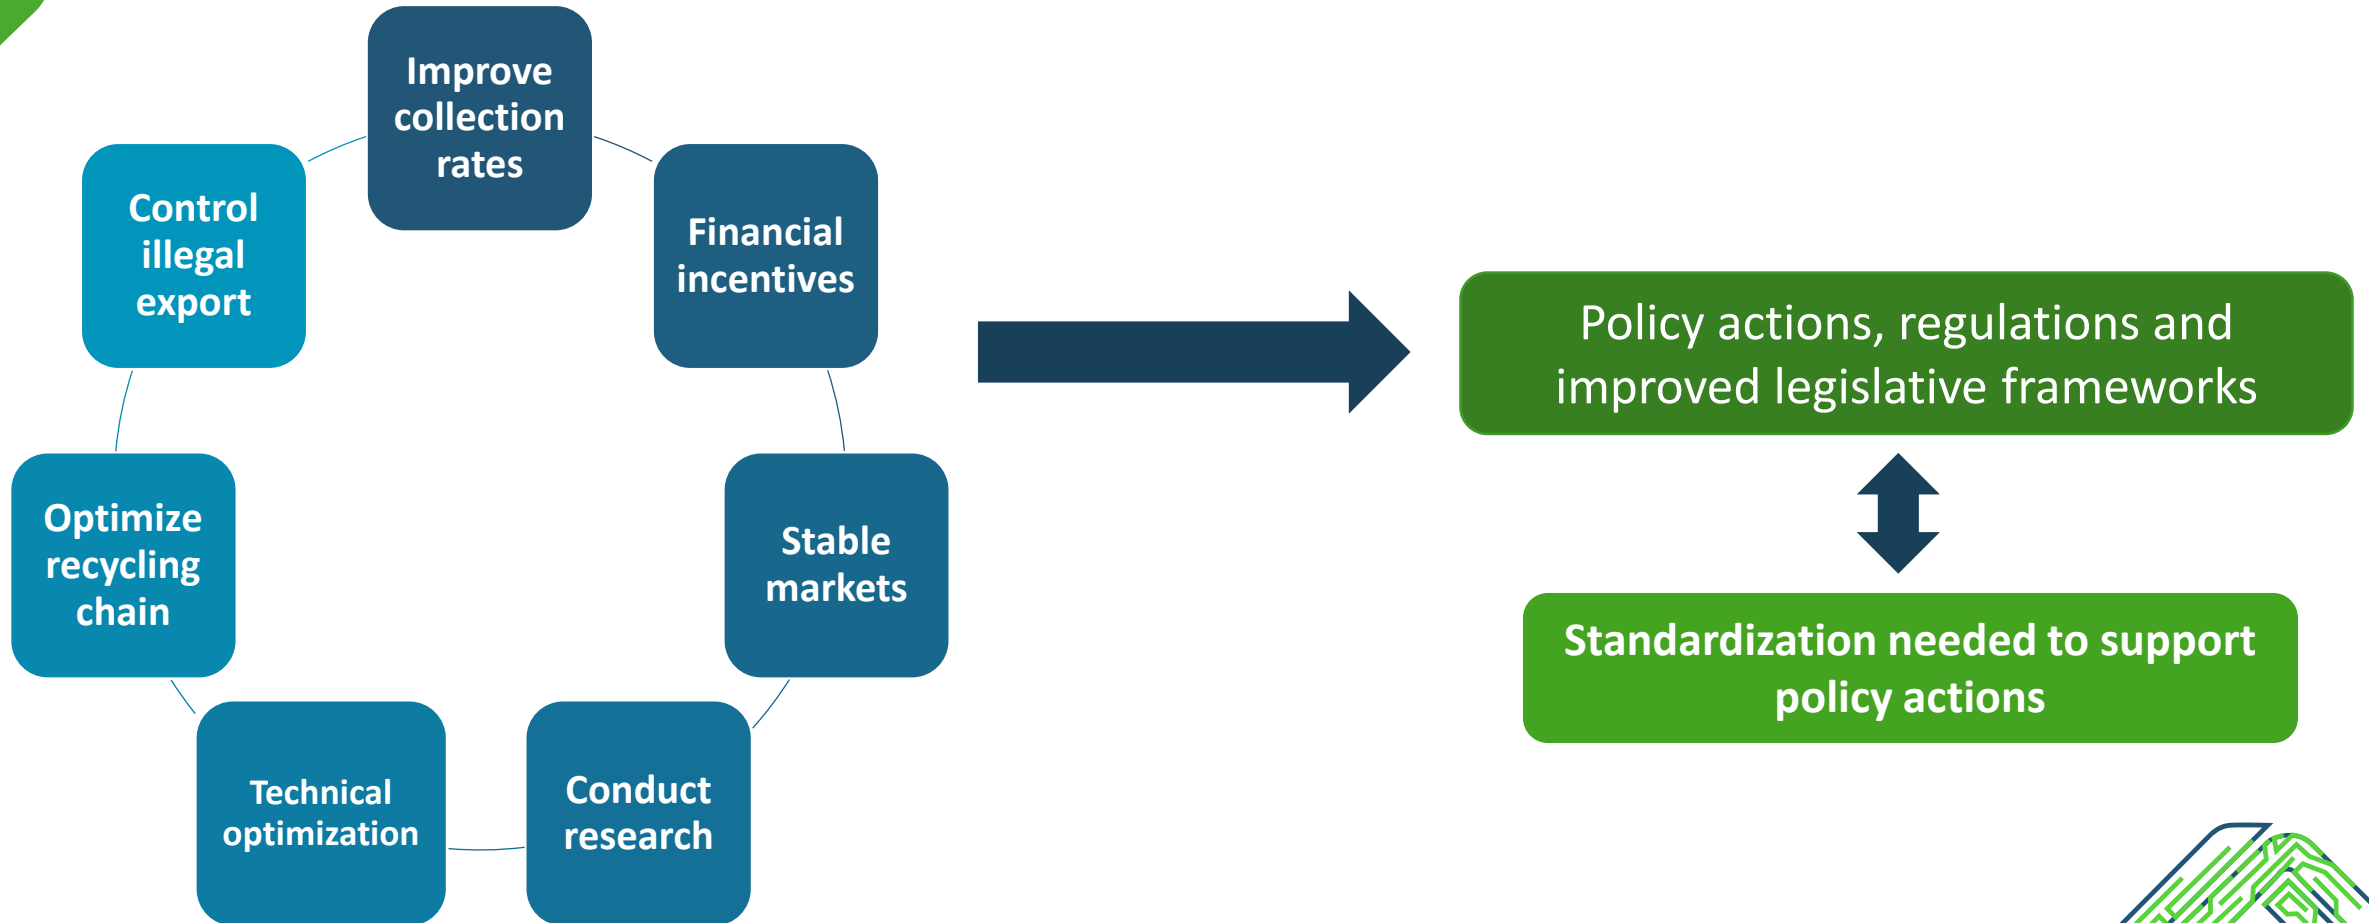 Improve
collection
rates
Financial
incentives
Stable
markets
Conduct
research
Technical
optimization
Optimize
recycling
chain
Control
illegal
export
Policy actions, regulations and
improved legislative frameworks
Standardization needed to support
policy actions